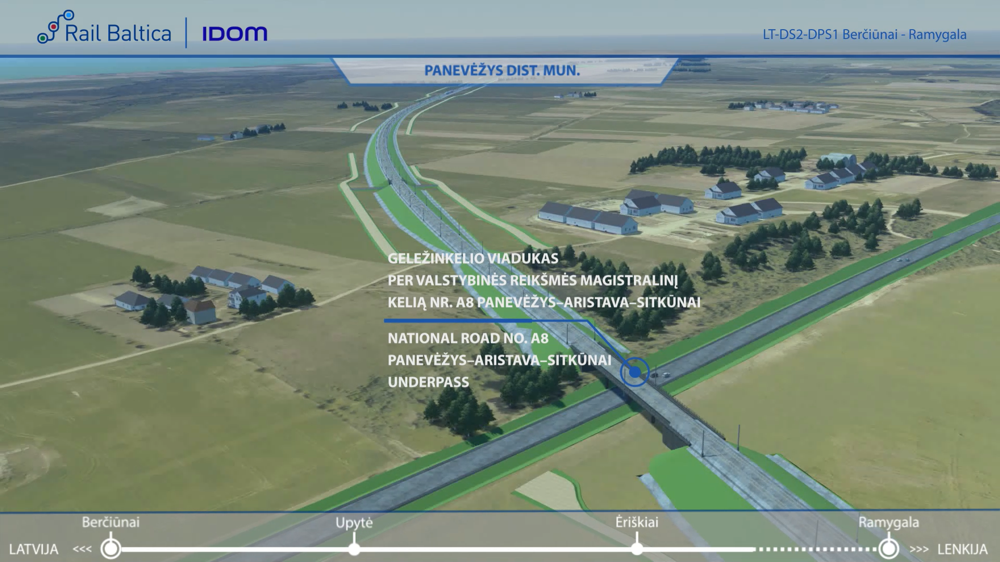 Rail Baltica
IDOM
LT-DS2-DPS1 Berčiūnai - Ramygala
PANEVĖŽYS DIST. MUN.
GELEŽINKELIO VIADUKAS
PER VALSTYBINĖS REIKŠMĖS MAGISTRALINĮ
KELIĄ NR. A8 PANEVĖŽYS–ARISTAVA–SITKŪNAI
NATIONAL ROAD NO. A8
PANEVĖŽYS–ARISTAVA–SITKŪNAI
UNDERPASS
Berčiūnai
Upytė
Ėriškiai
Ramygala
LATVIJA <<<
>>> LENKIJA